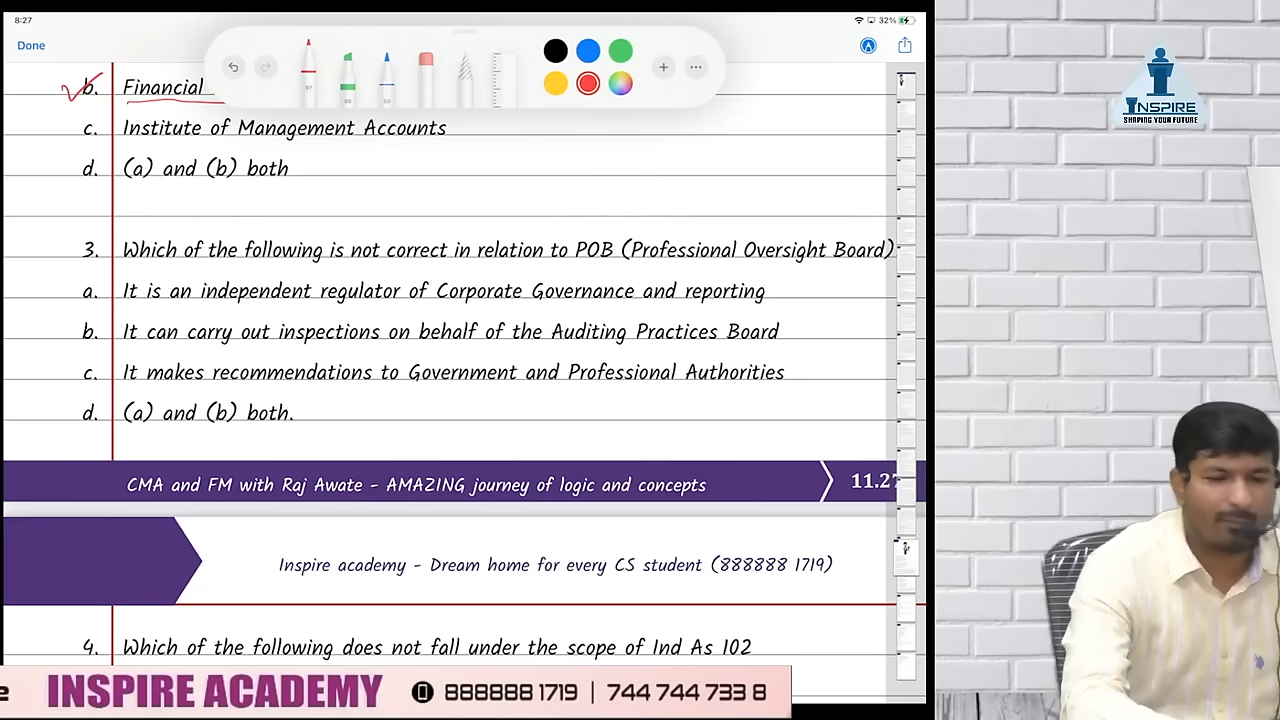 8:27
32%
Done
b. Financial
c. Institute of Management Accounts
d. (a) and (b) both
3. Which of the following is not correct in relation to POB (Professional Oversight Board)
a. It is an independent regulator of Corporate Governance and reporting
b. It can carry out inspections on behalf of the Auditing Practices Board
c. It makes recommendations to Government and Professional Authorities
d. (a) and (b) both.
CMA and FM with Raj Awate - AMAZING journey of logic and concepts
11.27
Inspire academy - Dream home for every CS student (888888 1719)
4. Which of the following does not fall under the scope of Ind As 102
INSPIRE ACADEMY 888888 1719 | 744 744 733 8
INSPIRE
SHAPING YOUR FUTURE